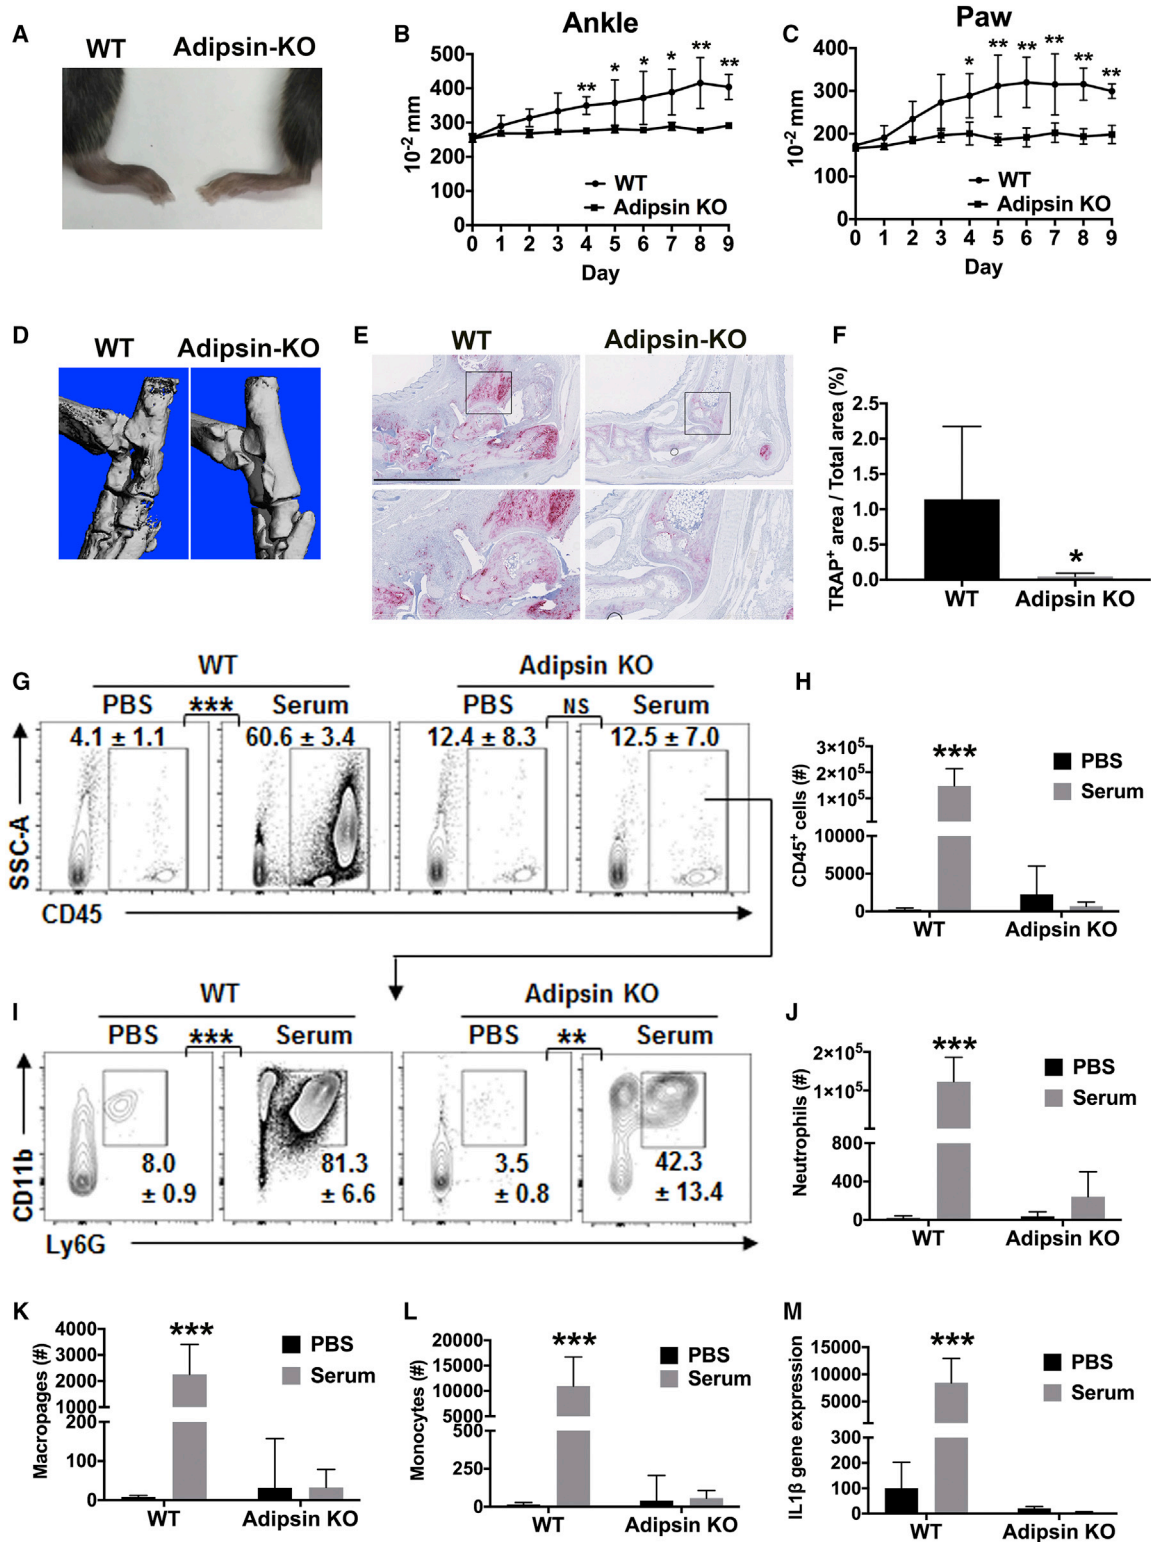 A
WT Adipsin-KO
B
Ankle
10⁻² mm
500
400
300
200
100
0
** * * * ** **
WT
Adipsin KO
0 1 2 3 4 5 6 7 8 9
Day
C
Paw
10⁻² mm
400
300
200
100
0
* ** ** ** ** **
WT
Adipsin KO
0 1 2 3 4 5 6 7 8 9
Day
D
WT Adipsin-KO
E
WT Adipsin-KO
F
TRAP⁺ area / Total area (%)
2.5
2.0
1.5
1.0
0.5
0.0
*
WT Adipsin KO
G
WT Adipsin KO
PBS *** Serum PBS NS Serum
4.1 ± 1.1 60.6 ± 3.4 12.4 ± 8.3 12.5 ± 7.0
SSC-A
CD45
H
CD45⁺ cells (#)
3×10⁵
2×10⁵
1×10⁵
10000
5000
0
***
PBS
Serum
WT Adipsin KO
I
WT Adipsin KO
PBS *** Serum PBS ** Serum
8.0 81.3 3.5 42.3
± 0.9 ± 6.6 ± 0.8 ± 13.4
CD11b
Ly6G
J
Neutrophils (#)
2×10⁵
1×10⁵
800
400
0
***
PBS
Serum
WT Adipsin KO
K
Macropages (#)
4000
3000
2000
1000
200
100
0
***
PBS
Serum
WT Adipsin KO
L
Monocytes (#)
20000
15000
10000
5000
500
250
0
***
PBS
Serum
WT Adipsin KO
M
IL1β gene expression
15000
10000
5000
300
200
100
0
***
PBS
Serum
WT Adipsin KO